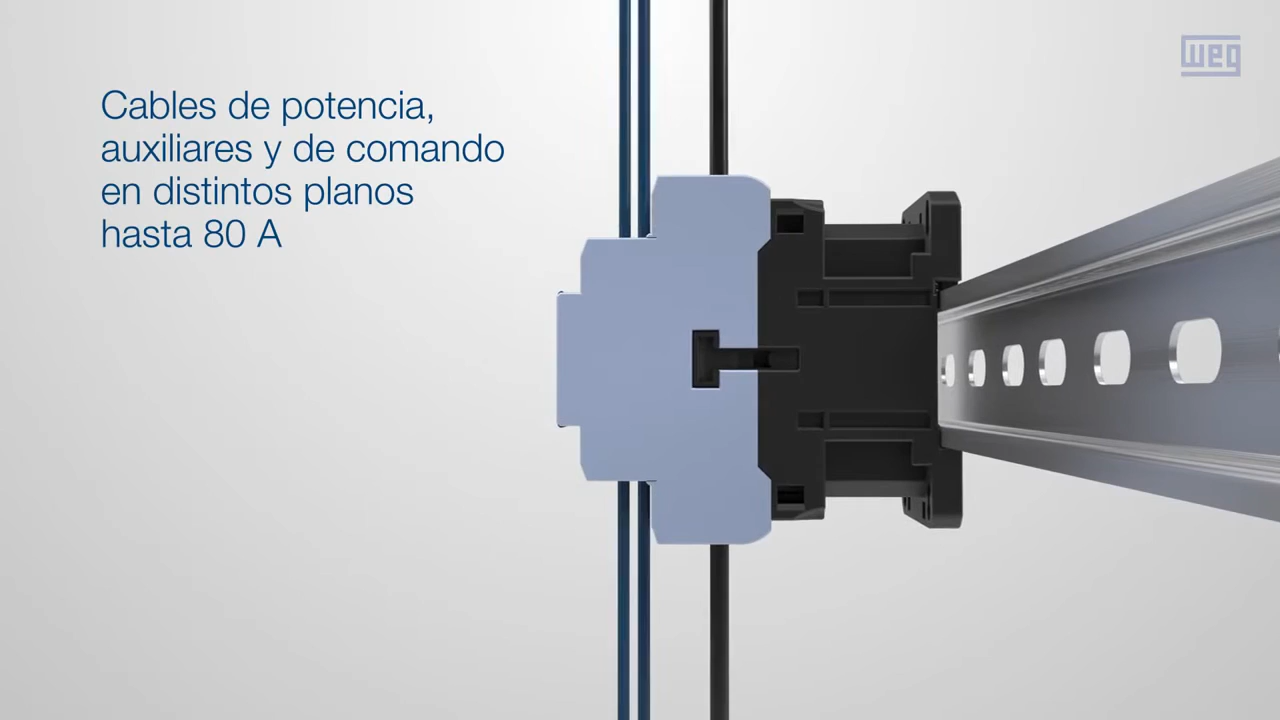 weg
Cables de potencia,
auxiliares y de comando
en distintos planos
hasta 80 A